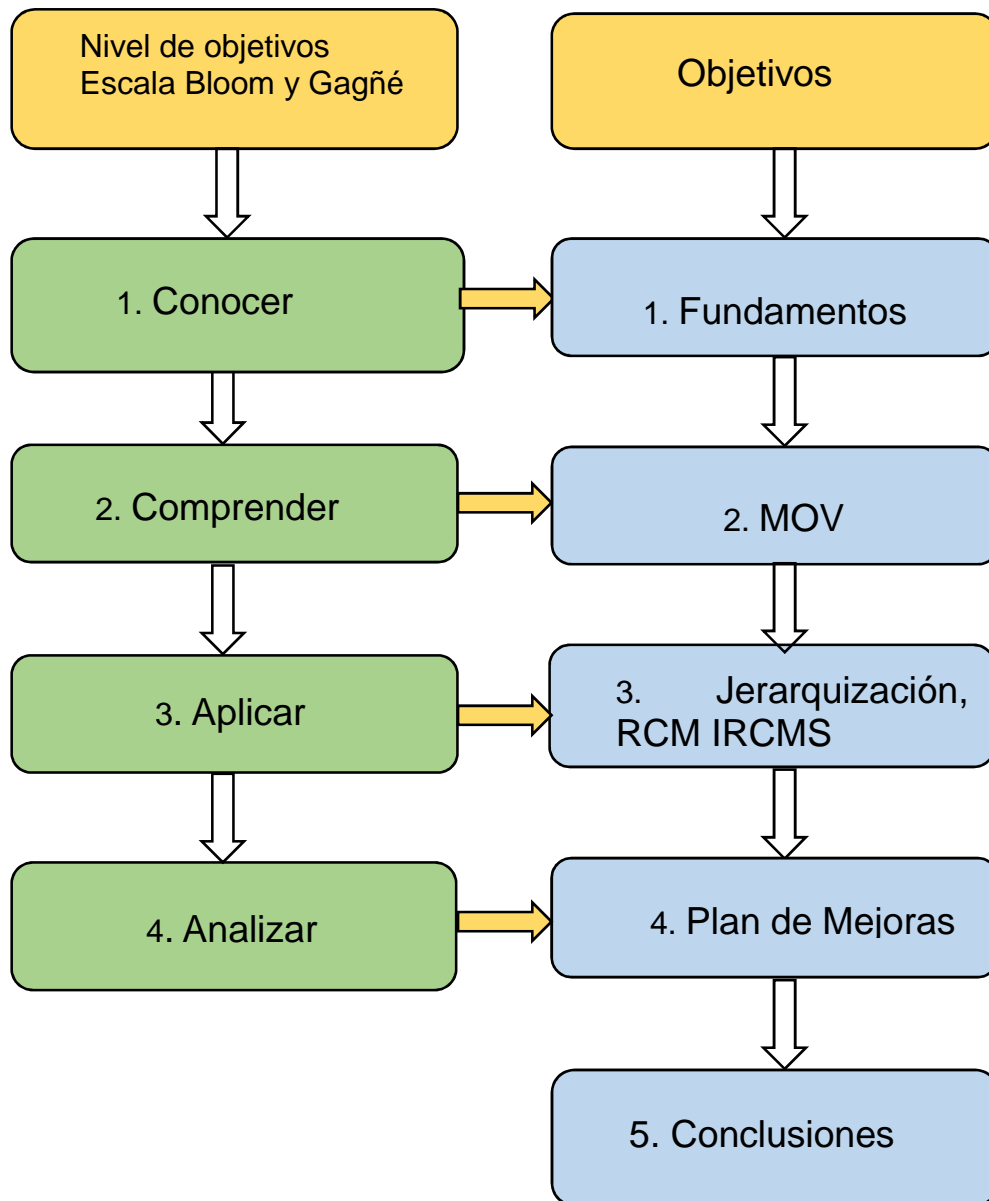 Nivel de objetivos
Escala Bloom y Gagñé
Objetivos
1. Conocer
1. Fundamentos
2. Comprender
2. MOV
3. Aplicar
3. Jerarquización,
RCM IRCMS
4. Analizar
4. Plan de Mejoras
5. Conclusiones